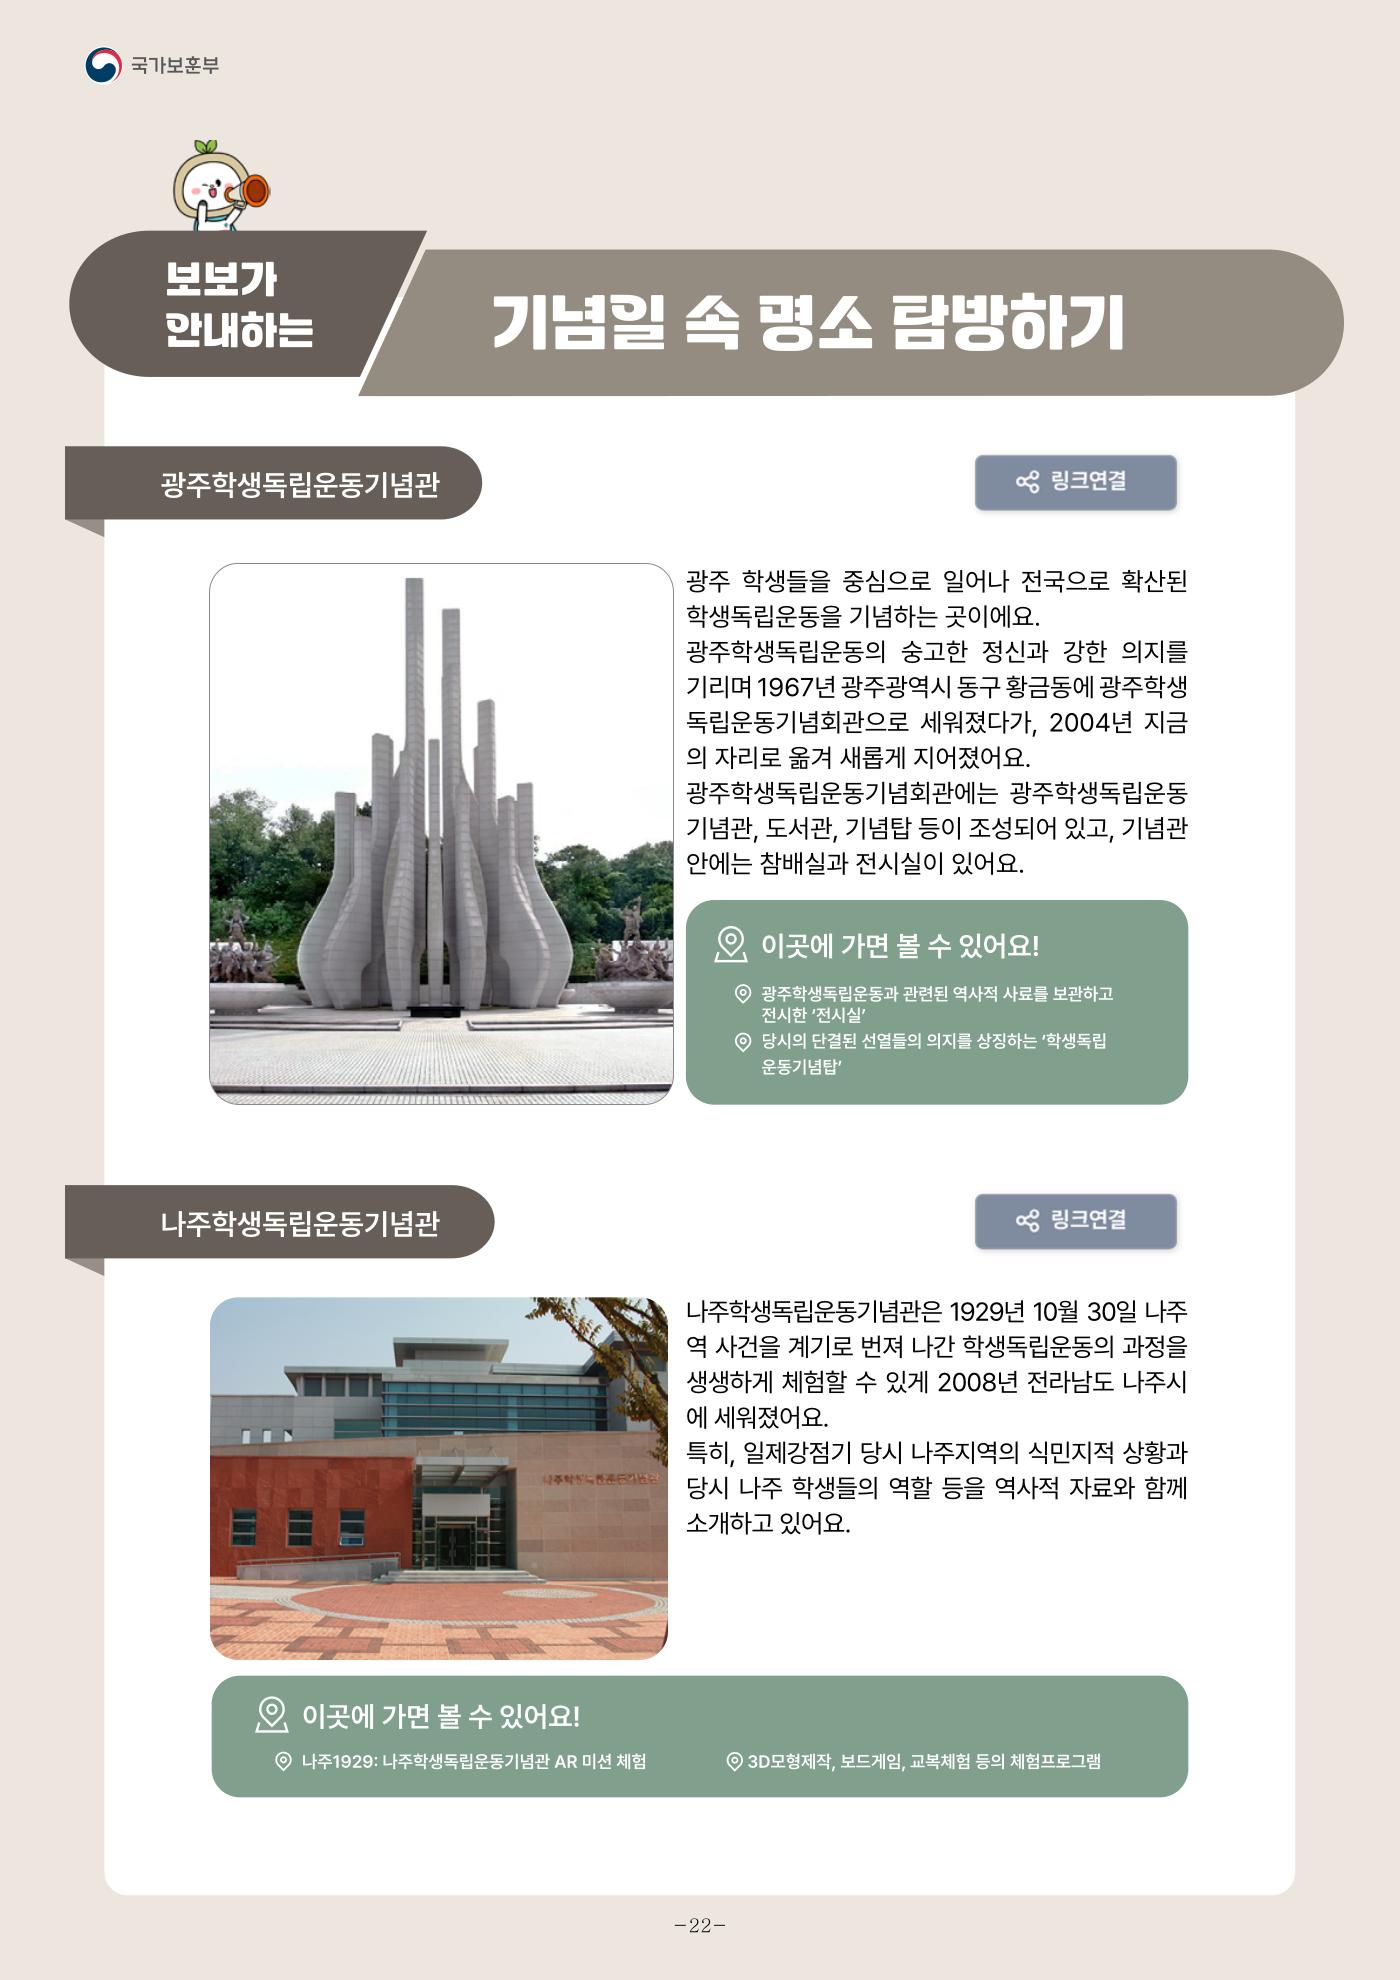 국가보훈부
보보가
안내하는
기념일 속 명소 탐방하기
광주학생독립운동기념관
링크연결
광주 학생들을 중심으로 일어나 전국으로 확산된
학생독립운동을 기념하는 곳이에요.
광주학생독립운동의 숭고한 정신과 강한 의지를
기리며 1967년 광주광역시 동구 황금동에 광주학생
독립운동기념회관으로 세워졌다가, 2004년 지금
의 자리로 옮겨 새롭게 지어졌어요.
광주학생독립운동기념회관에는 광주학생독립운동
기념관, 도서관, 기념탑 등이 조성되어 있고, 기념관
안에는 참배실과 전시실이 있어요.
이곳에 가면 볼 수 있어요!
광주학생독립운동과 관련된 역사적 사료를 보관하고
전시한 ‘전시실’
당시의 단결된 선열들의 의지를 상징하는 ‘학생독립
운동기념탑’
나주학생독립운동기념관
링크연결
나주학생독립운동기념관
나주학생독립운동기념관은 1929년 10월 30일 나주
역 사건을 계기로 번져 나간 학생독립운동의 과정을
생생하게 체험할 수 있게 2008년 전라남도 나주시
에 세워졌어요.
특히, 일제강점기 당시 나주지역의 식민지적 상황과
당시 나주 학생들의 역할 등을 역사적 자료와 함께
소개하고 있어요.
이곳에 가면 볼 수 있어요!
나주1929: 나주학생독립운동기념관 AR 미션 체험
3D모형제작, 보드게임, 교복체험 등의 체험프로그램
-22-